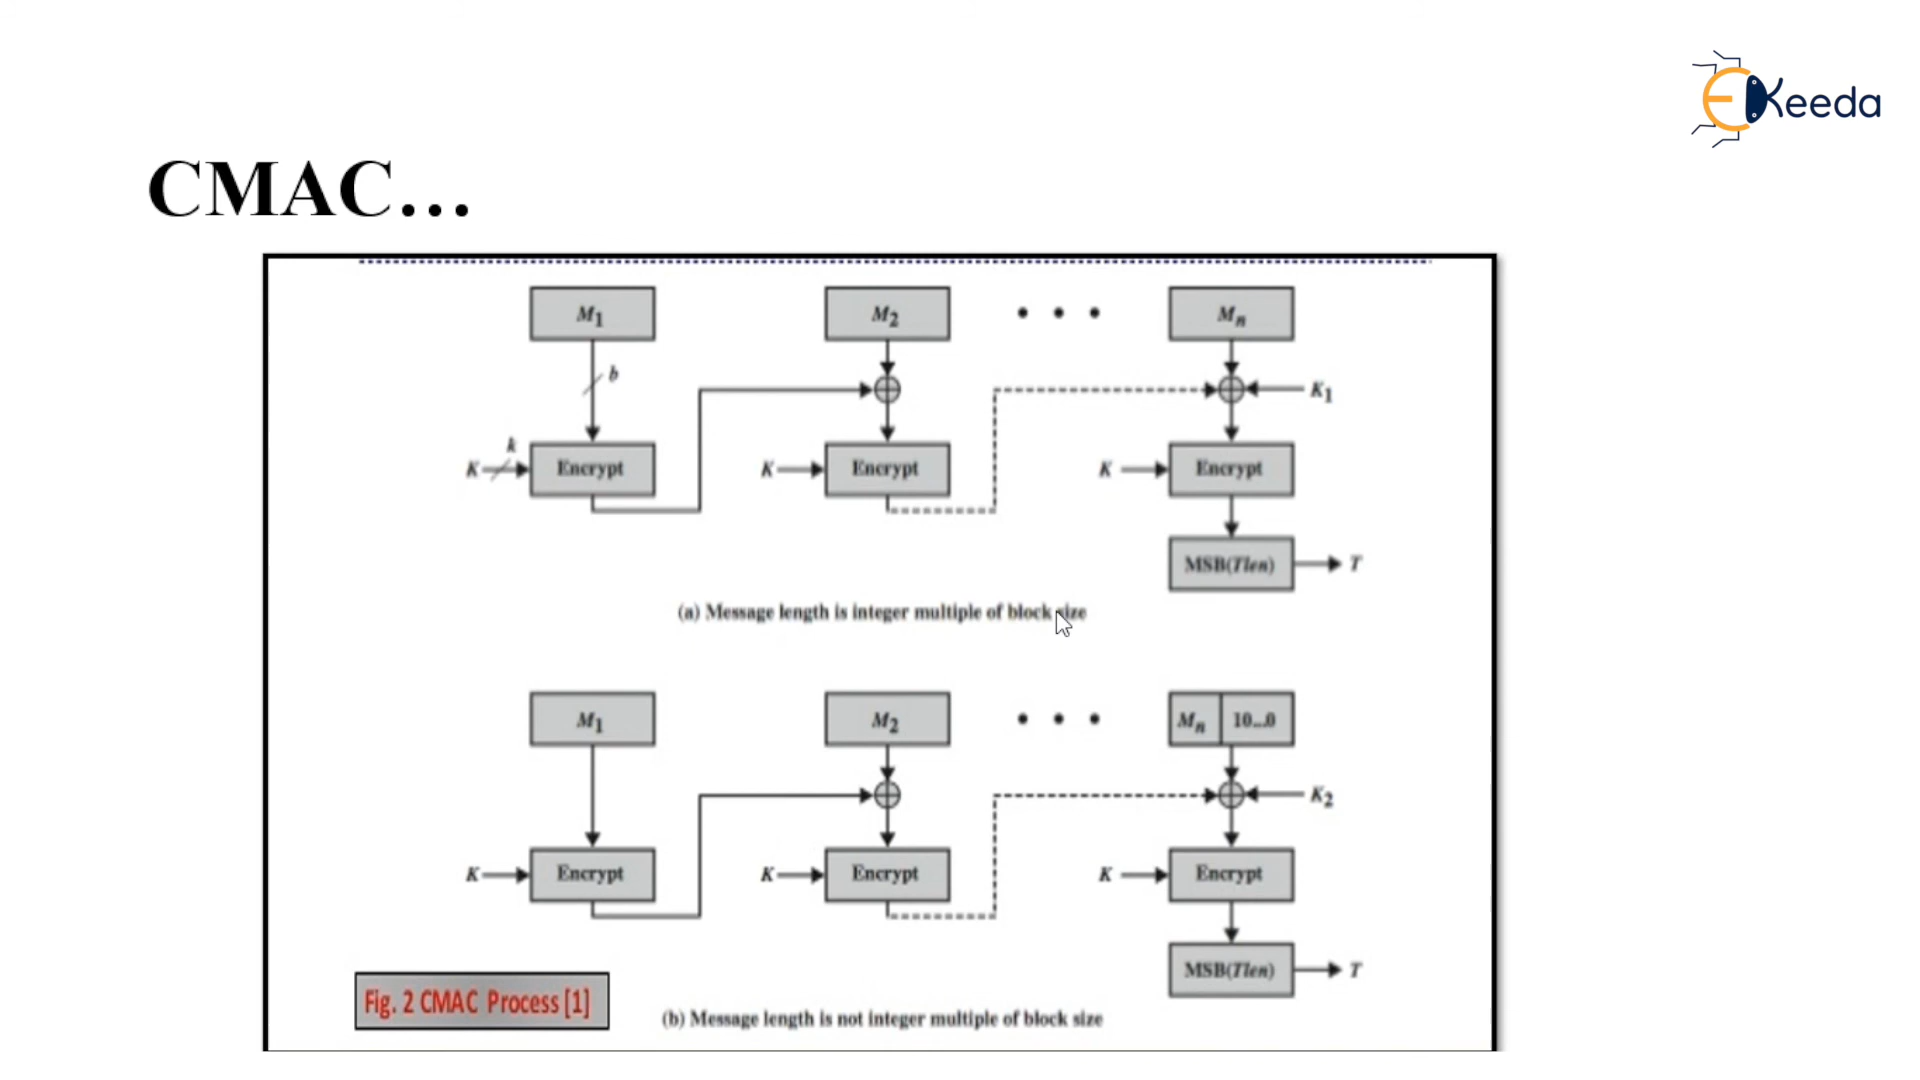 EKeeda
CMAC...
M1 M2 • • • Mn
b
K1
k
K Encrypt K Encrypt K Encrypt
MSB(Tlen) T
(a) Message length is integer multiple of block size
M1 M2 • • • Mn 10...0
K2
K Encrypt K Encrypt K Encrypt
MSB(Tlen) T
Fig. 2 CMAC Process [1]
(b) Message length is not integer multiple of block size